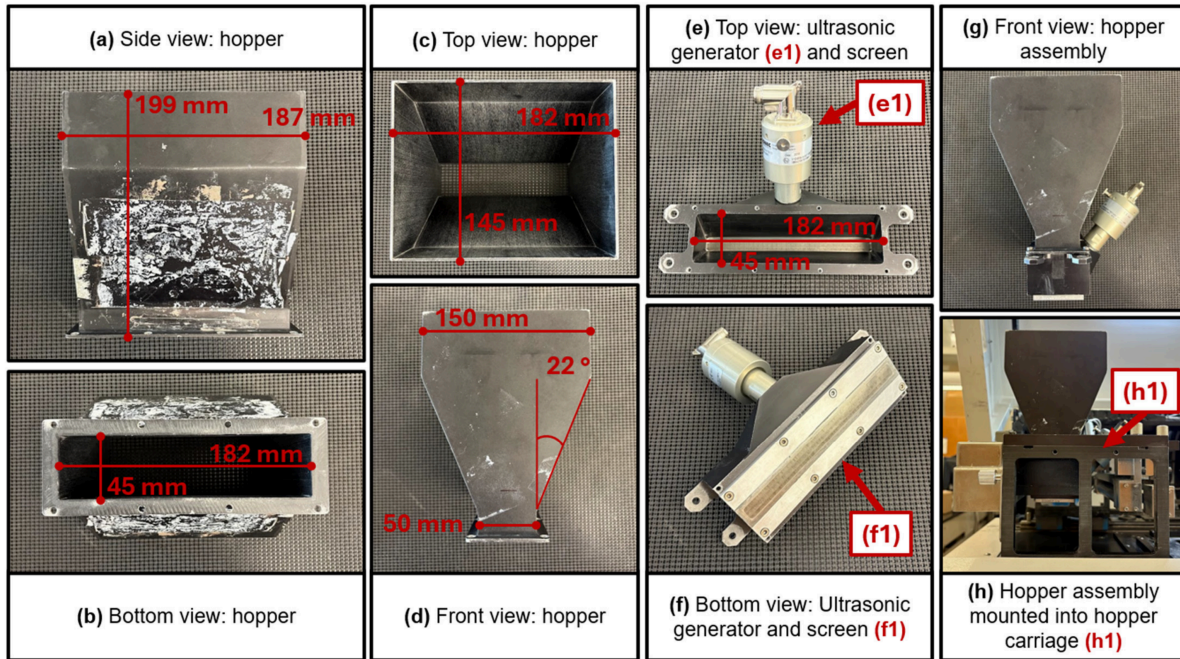 (a) Side view: hopper
199 mm
187 mm
182 mm
45 mm
(b) Bottom view: hopper
(c) Top view: hopper
182 mm
145 mm
150 mm
22 °
50 mm
(d) Front view: hopper
(e) Top view: ultrasonic
generator (e1) and screen
(e1)
182 mm
45 mm
(f1)
(f) Bottom view: Ultrasonic
generator and screen (f1)
(g) Front view: hopper
assembly
(h1)
(h) Hopper assembly
mounted into hopper
carriage (h1)